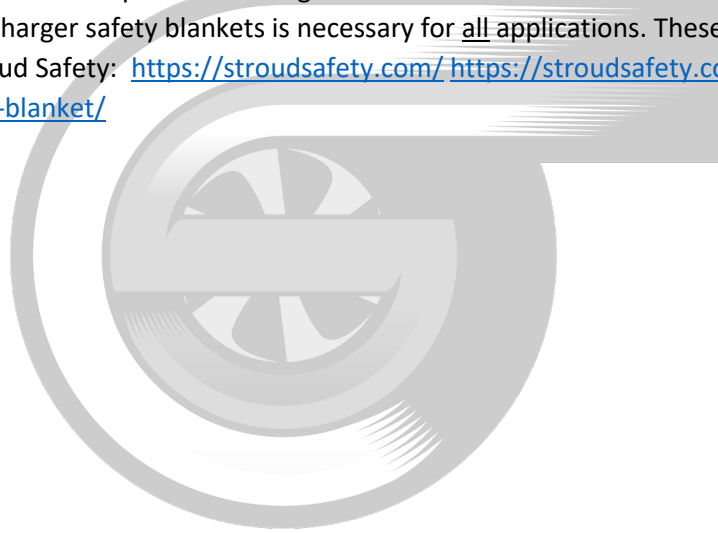 harger safety blankets is necessary for all applications. These
ud Safety: https://stroudsafety.com/ https://stroudsafety.co
-blanket/